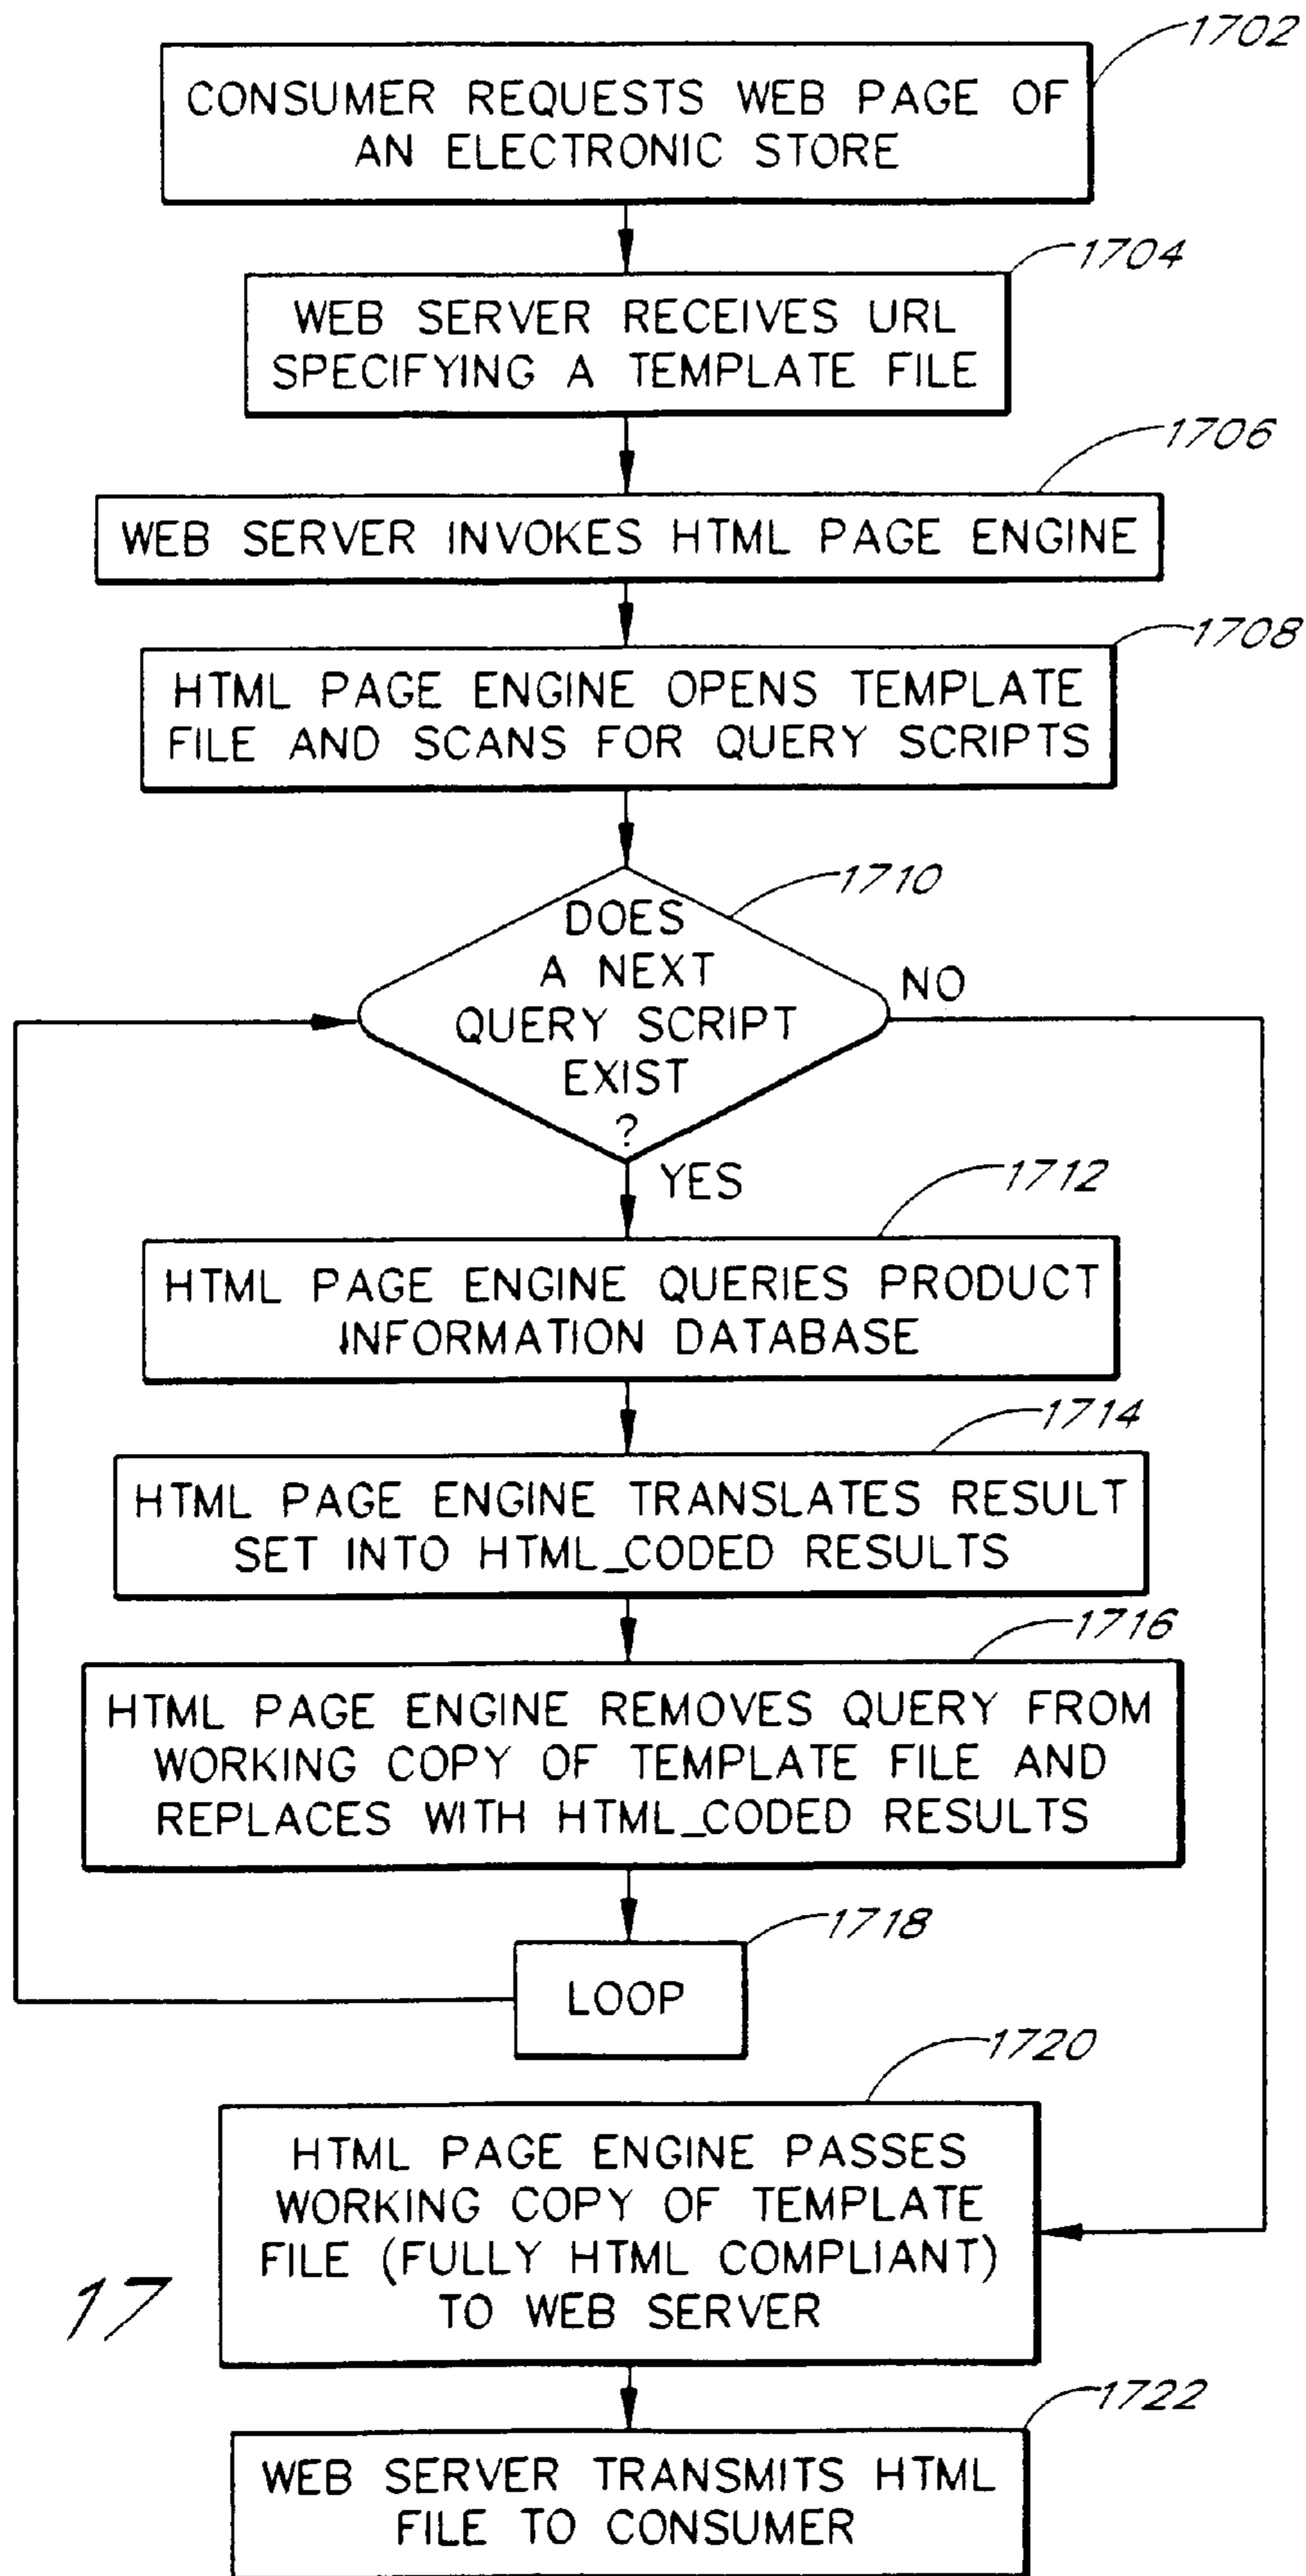 1702
CONSUMER REQUESTS WEB PAGE OF
AN ELECTRONIC STORE
1704
WEB SERVER RECEIVES URL
SPECIFYING A TEMPLATE FILE
1706
WEB SERVER INVOKES HTML PAGE ENGINE
1708
HTML PAGE ENGINE OPENS TEMPLATE
FILE AND SCANS FOR QUERY SCRIPTS
1710
DOES
A NEXT
QUERY SCRIPT
EXIST
?
NO
YES
1712
HTML PAGE ENGINE QUERIES PRODUCT
INFORMATION DATABASE
1714
HTML PAGE ENGINE TRANSLATES RESULT
SET INTO HTML_CODED RESULTS
1716
HTML PAGE ENGINE REMOVES QUERY FROM
WORKING COPY OF TEMPLATE FILE AND
REPLACES WITH HTML_CODED RESULTS
1718
LOOP
1720
HTML PAGE ENGINE PASSES
WORKING COPY OF TEMPLATE
FILE (FULLY HTML COMPLIANT)
TO WEB SERVER
17
1722
WEB SERVER TRANSMITS HTML
FILE TO CONSUMER